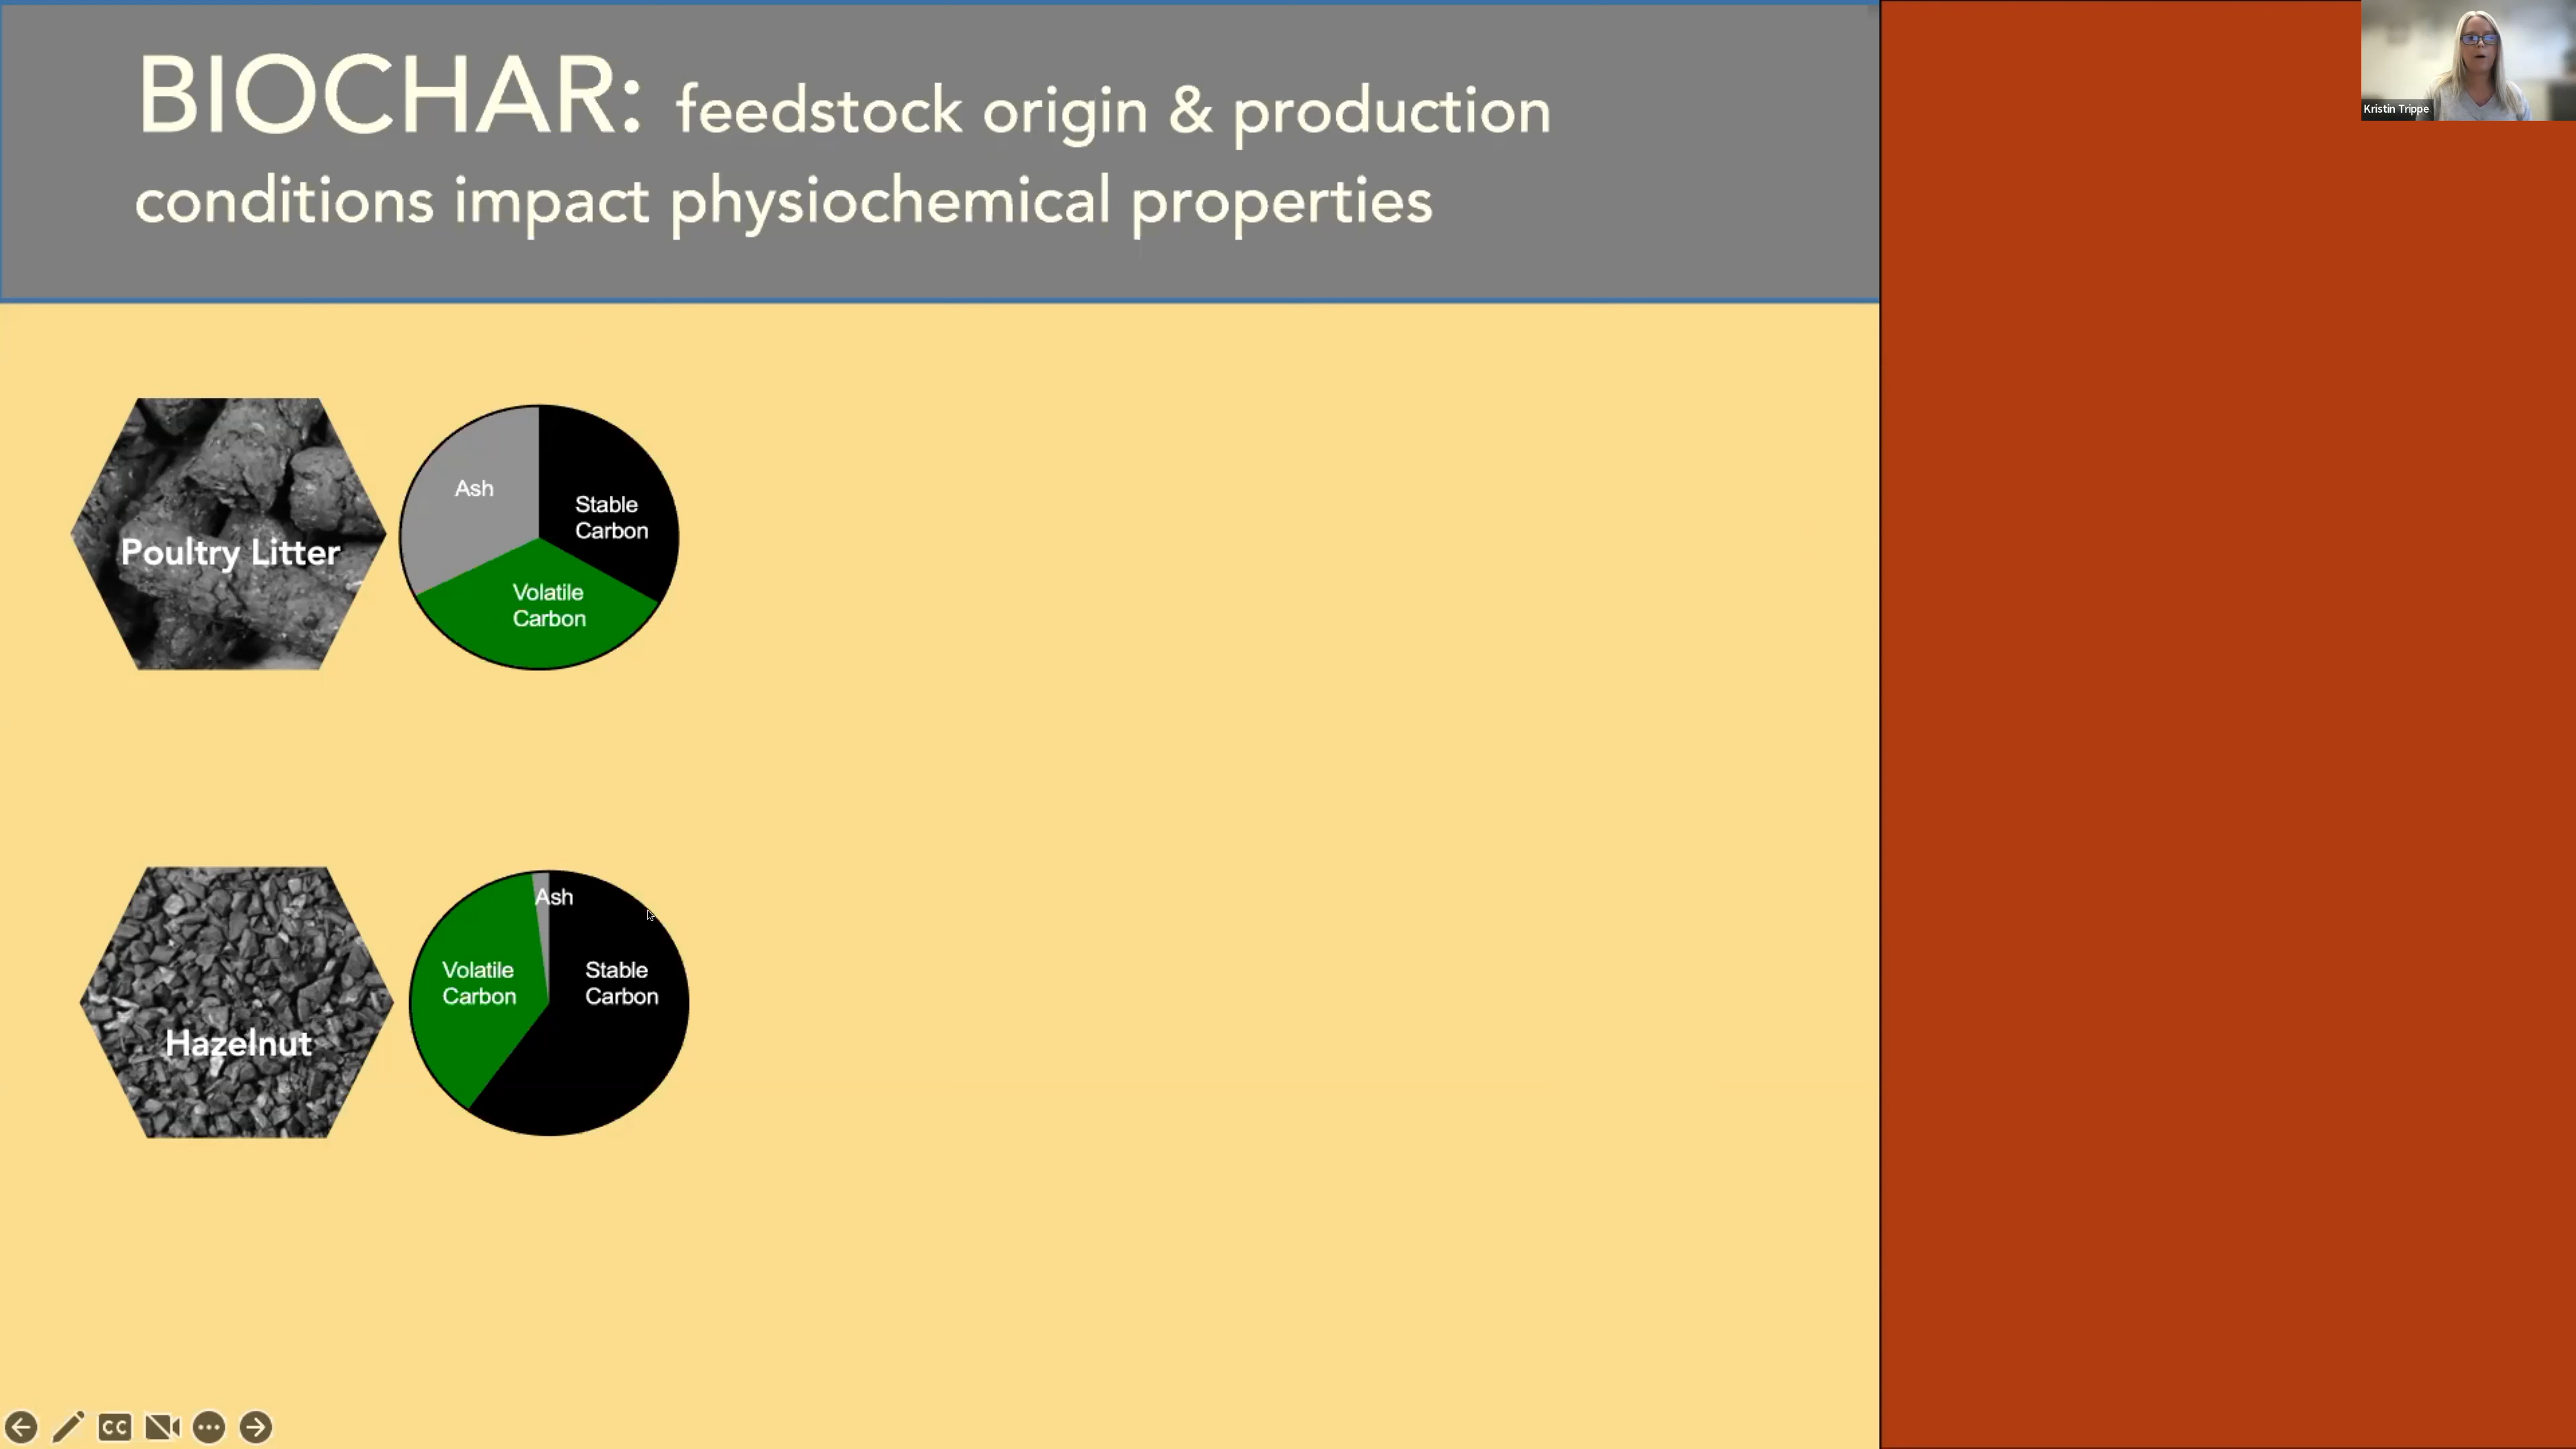 BIOCHAR: feedstock origin & production
conditions impact physiochemical properties
Kristin Trippe
Poultry Litter
Ash
Stable
Carbon
Volatile
Carbon
Hazelnut
Ash
Volatile
Carbon
Stable
Carbon
CC